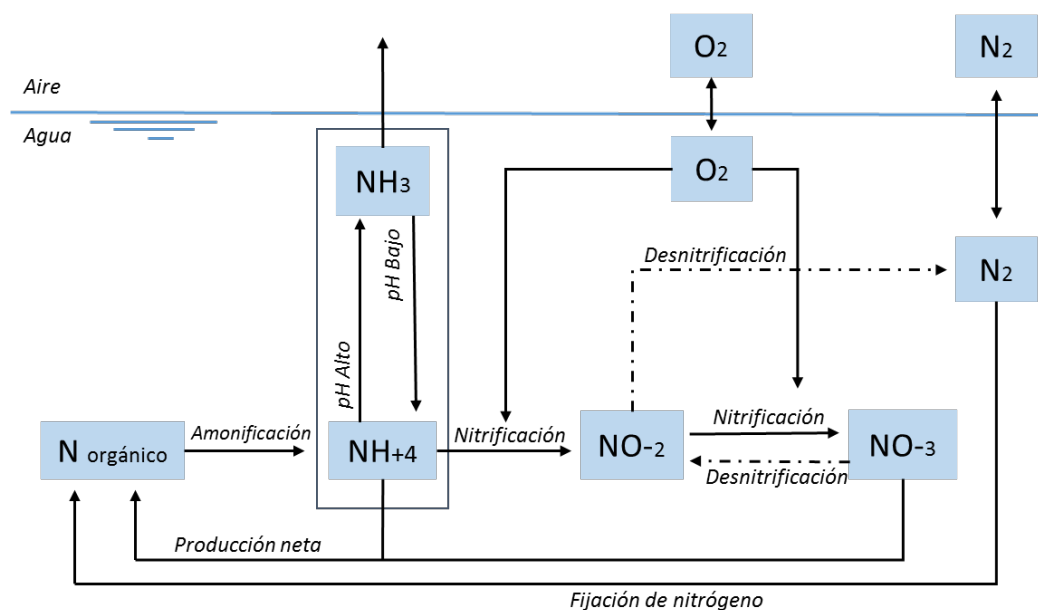 O2
N2
Aire
Agua
NH3
O2
pH Bajo
Desnitrificación
N2
pH Alto
N orgánico
Amonificación
NH+4
Nitrificación
NO-2
Nitrificación
Desnitrificación
NO-3
Producción neta
Fijación de nitrógeno